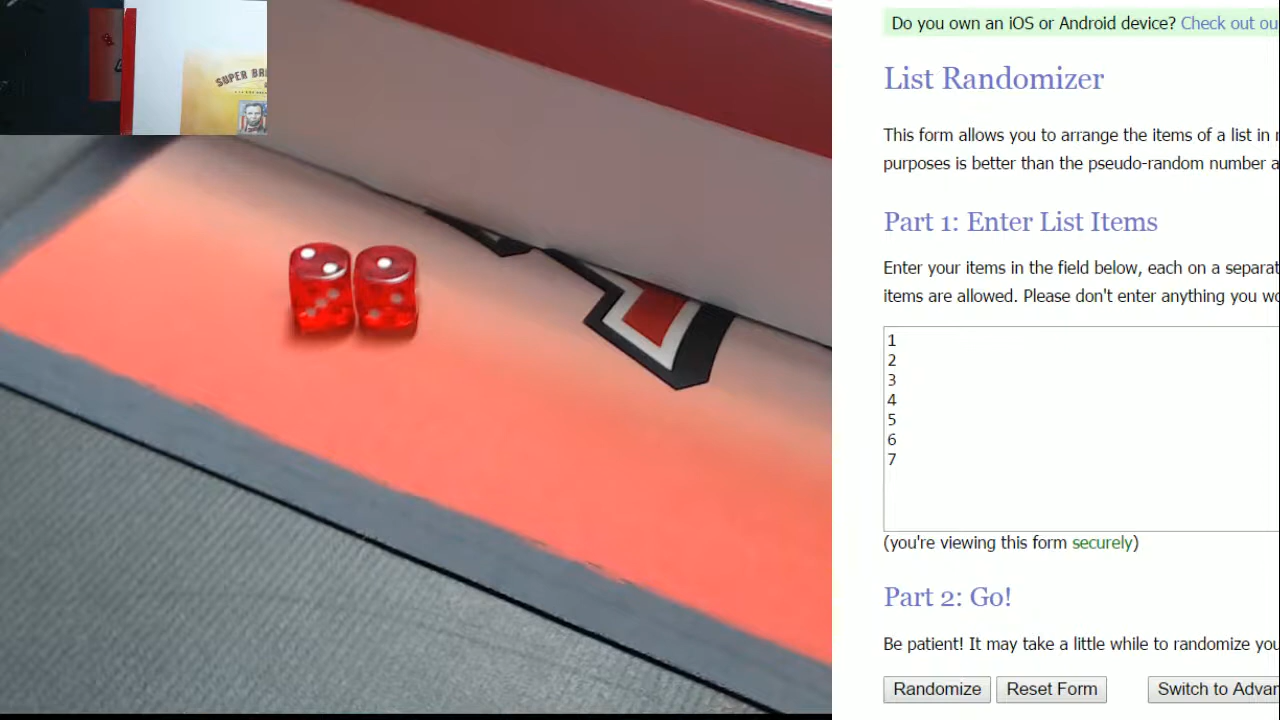 SUPER BR
Do you own an iOS or Android device? Check out ou
List Randomizer
This form allows you to arrange the items of a list in
purposes is better than the pseudo-random number a
Part 1: Enter List Items
Enter your items in the field below, each on a separat
items are allowed. Please don't enter anything you w
1
2
3
4
5
6
7
(you're viewing this form securely)
Part 2: Go!
Be patient! It may take a little while to randomize you
Randomize Reset Form Switch to Advan